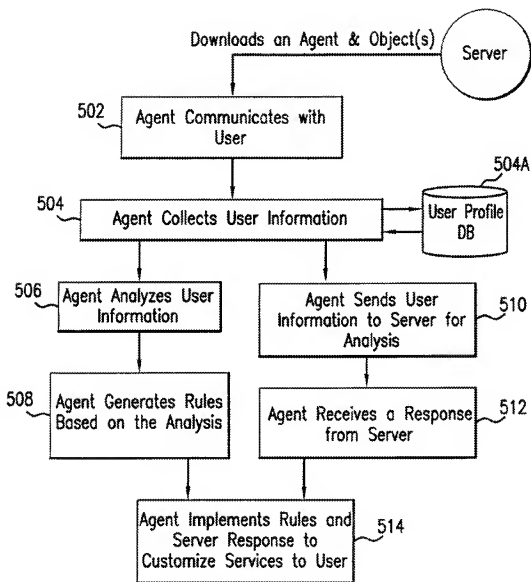 Downloads an Agent & Object(s)
Server
502
Agent Communicates with
User
504A
504
Agent Collects User Information
User Profile
DB
506
Agent Analyzes User
Information
Agent Sends User
Information to Server for
Analysis
510
508
Agent Generates Rules
Based on the Analysis
Agent Receives a Response
from Server
512
Agent Implements Rules and
Server Response to
Customize Services to User
514